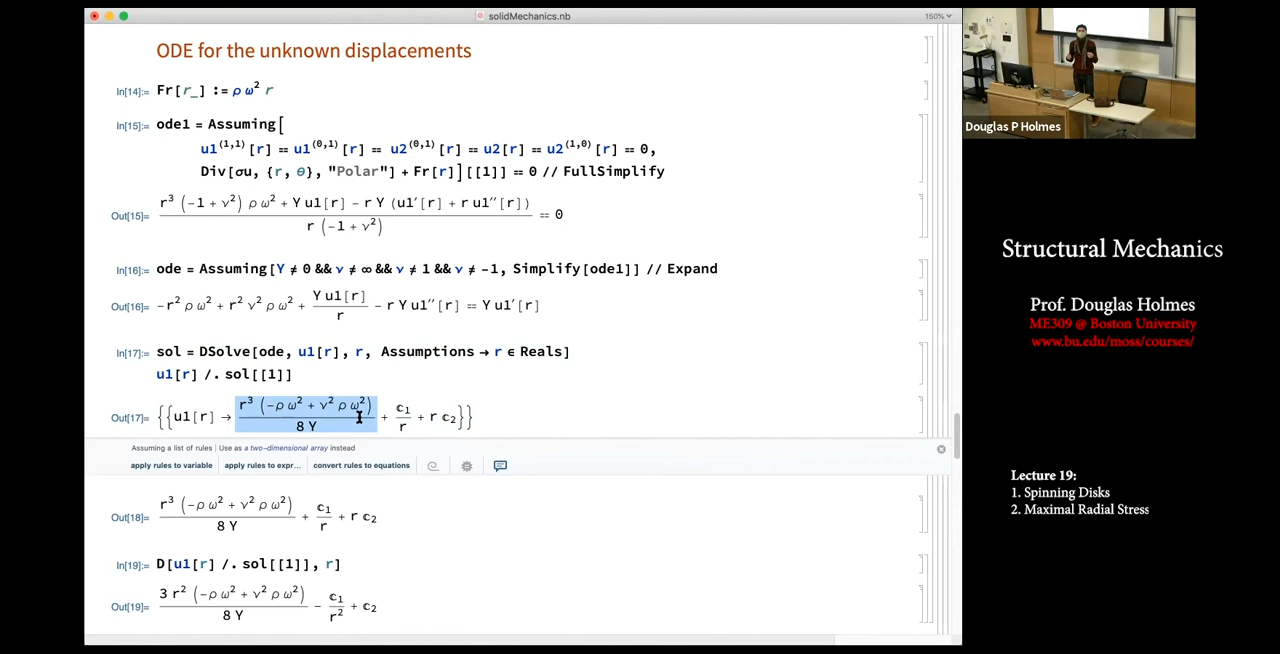 solidMechanics.nb
150%
ODE for the unknown displacements
In[14]:= Fr[r_] := ρ ω² r
In[15]:= ode1 = Assuming[
u1^(1,1)[r] == u1^(0,1)[r] == u2^(0,1)[r] == u2[r] == u2^(1,0)[r] == 0,
Div[σu, {r, θ}, "Polar"] + Fr[r]][[1]] == 0 // FullSimplify
Out[15]= (r³ (-1 + ν²) ρ ω² + Y u1[r] - r Y (u1′[r] + r u1″[r])) / (r (-1 + ν²)) == 0
In[16]:= ode = Assuming[Y ≠ 0 && ν ≠ ∞ && ν ≠ 1 && ν ≠ -1, Simplify[ode1]] // Expand
Out[16]= -r² ρ ω² + r² ν² ρ ω² + Y u1[r] / r - r Y u1″[r] == Y u1′[r]
In[17]:= sol = DSolve[ode, u1[r], r, Assumptions → r ∈ Reals]
u1[r] /. sol[[1]]
Out[17]= {{u1[r] → r³ (-ρ ω² + ν² ρ ω²) / 8 Y + c₁ / r + r c₂}}
Assuming a list of rules | Use as a two-dimensional array instead
apply rules to variable apply rules to expr... convert rules to equations
Out[18]= r³ (-ρ ω² + ν² ρ ω²) / 8 Y + c₁ / r + r c₂
In[19]:= D[u1[r] /. sol[[1]], r]
Out[19]= 3 r² (-ρ ω² + ν² ρ ω²) / 8 Y - c₁ / r² + c₂
Douglas P Holmes
Structural Mechanics
Prof. Douglas Holmes
ME309 @ Boston University
www.bu.edu/moss/courses/
Lecture 19:
1. Spinning Disks
2. Maximal Radial Stress